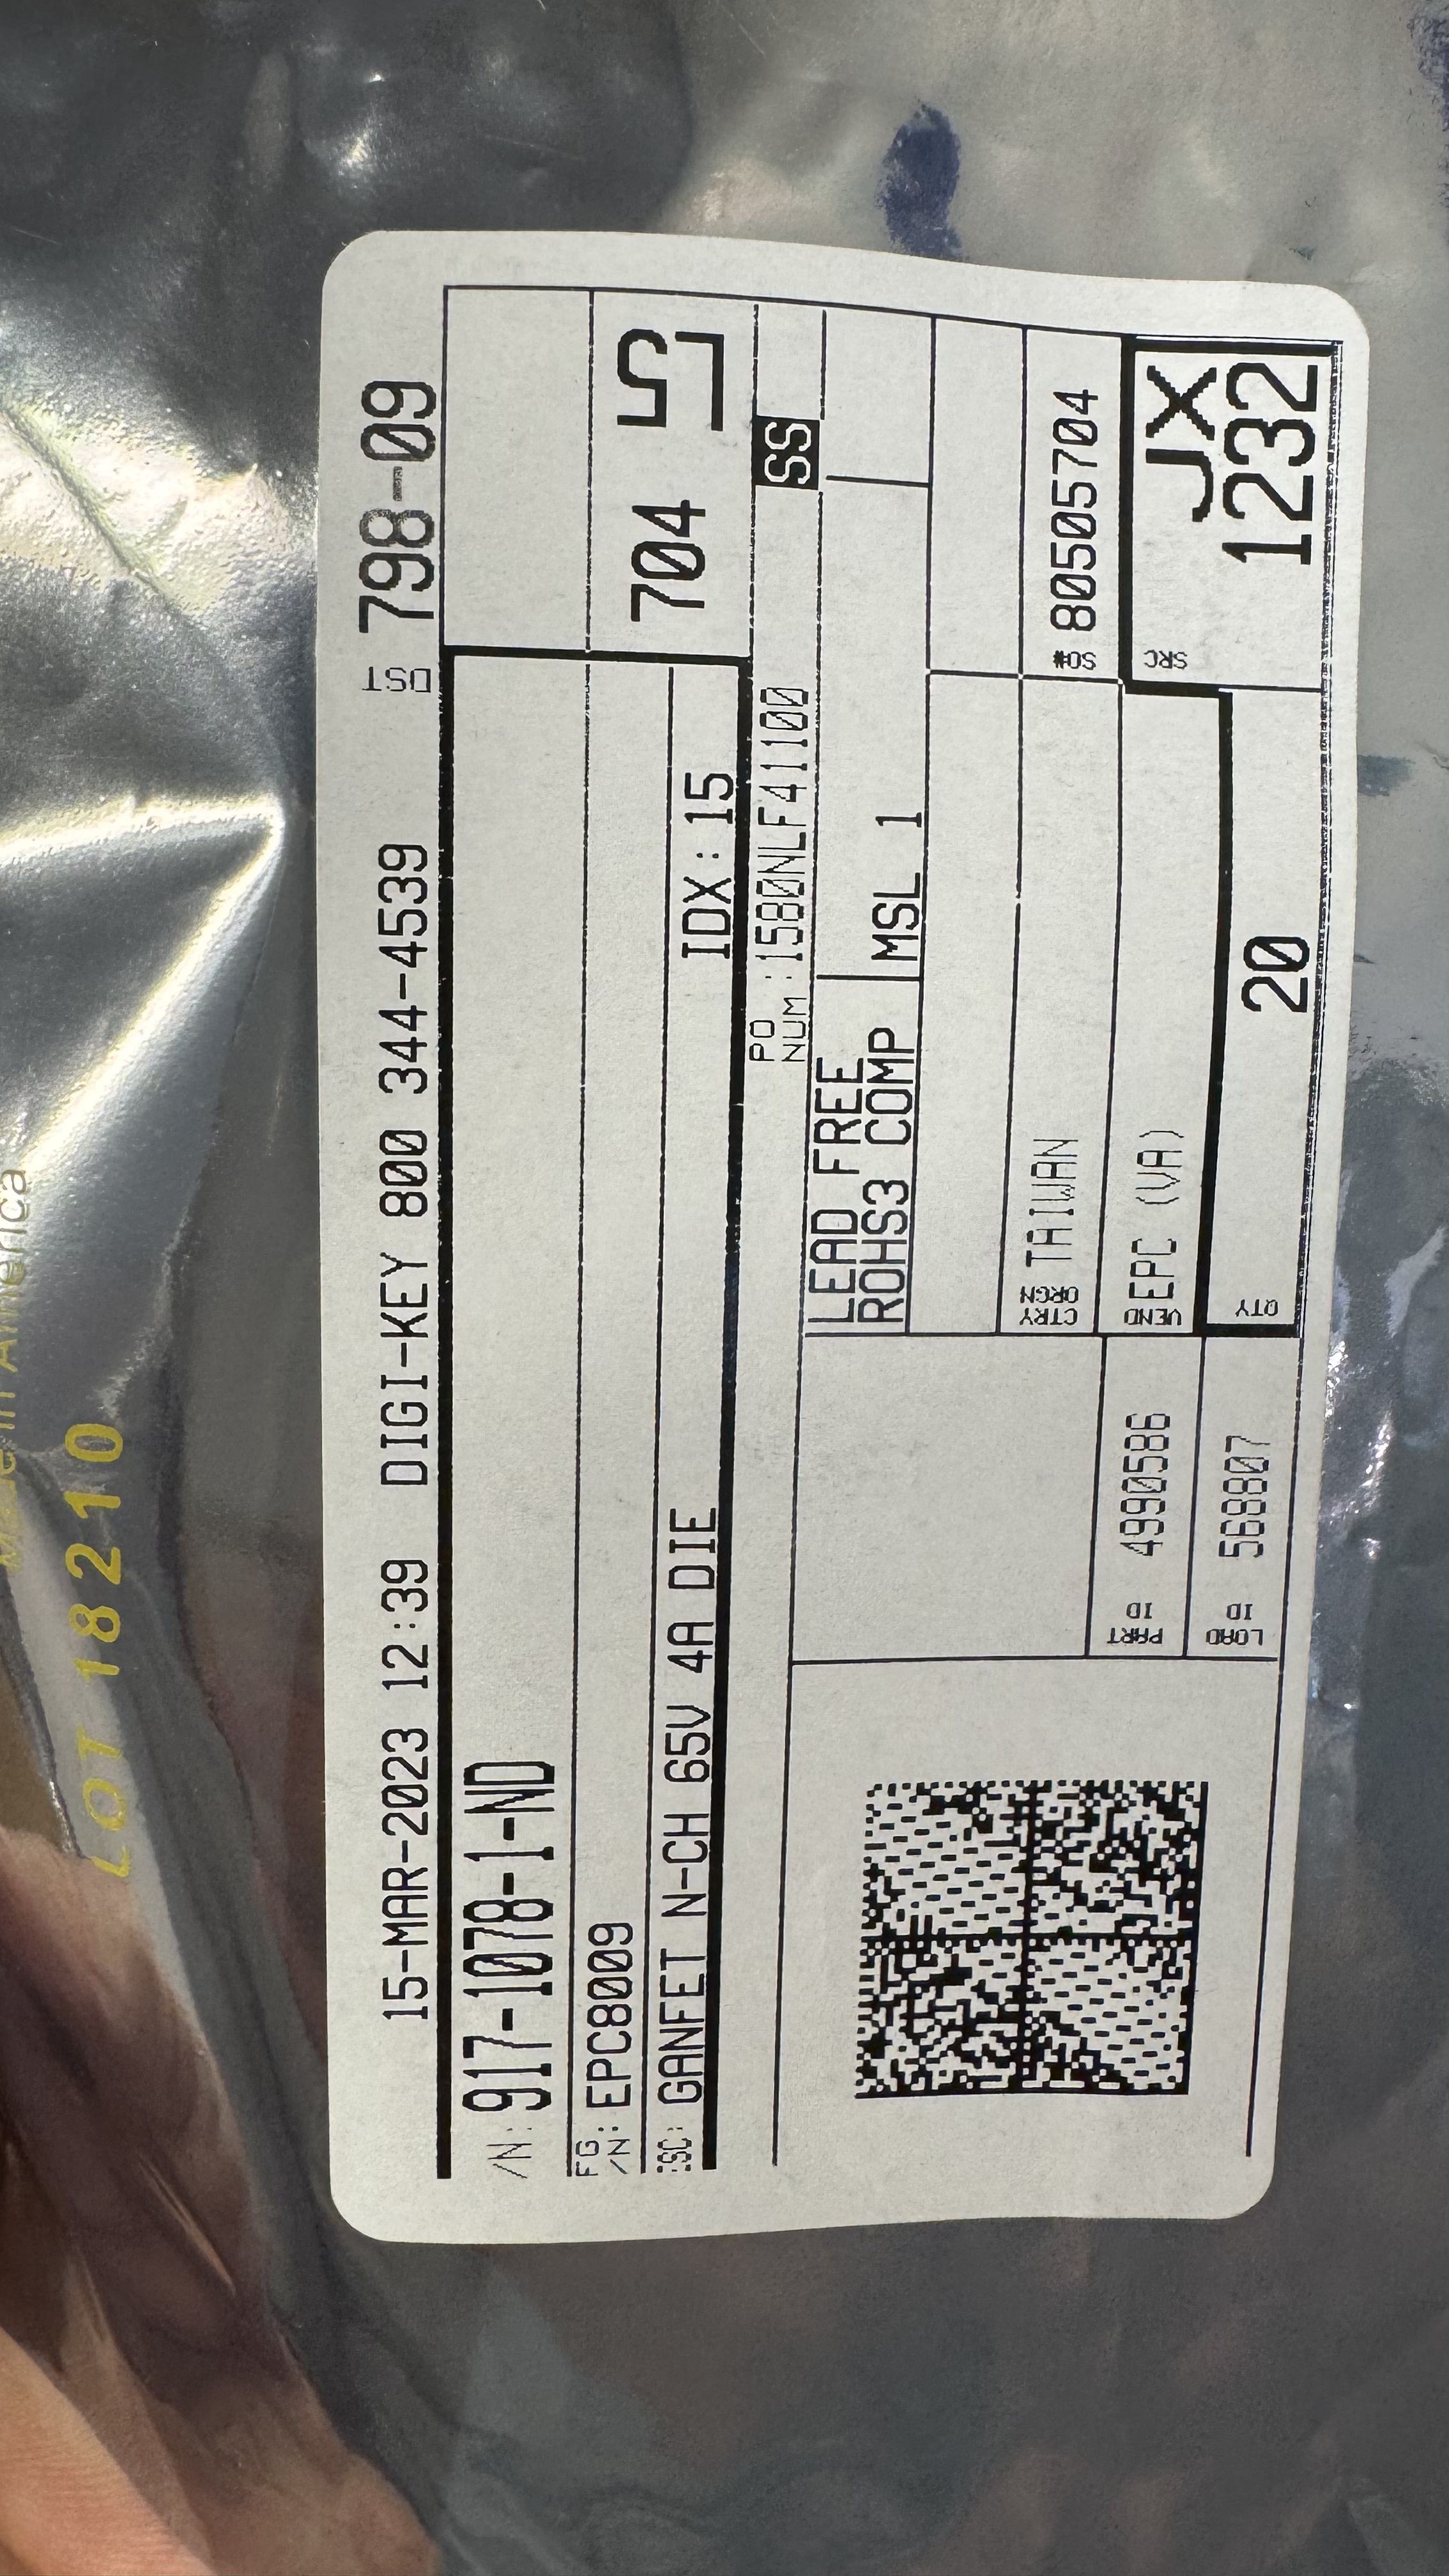 15-MAR-2023 12:39 DIGI-KEY 800 344-4539 DST 798-09
/N: 917-1078-1-ND
FG
/N: EPC8009
704
ESC: GANFET N-CH 65V 4A DIE IDX: 15
PO
NUM : 1580NLF41100 SS
LEAD FREE
ROHS3 COMP MSL 1
CTRY
ORGN TAIWAN
SO# 80505704
PART
ID 4990586
VEND EPC (VA)
SRC JX
1232
LOAD
ID 568807
QTY 20
Made in America
LOT 18210